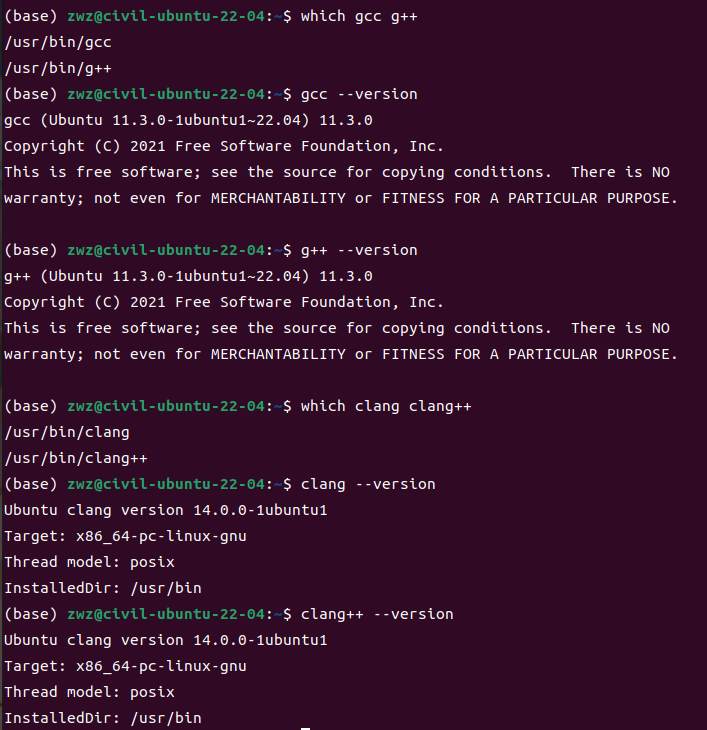 (base) zwz@civil-ubuntu-22-04:~$ which gcc g++
/usr/bin/gcc
/usr/bin/g++
(base) zwz@civil-ubuntu-22-04:~$ gcc --version
gcc (Ubuntu 11.3.0-1ubuntu1~22.04) 11.3.0
Copyright (C) 2021 Free Software Foundation, Inc.
This is free software; see the source for copying conditions.  There is NO
warranty; not even for MERCHANTABILITY or FITNESS FOR A PARTICULAR PURPOSE.
(base) zwz@civil-ubuntu-22-04:~$ g++ --version
g++ (Ubuntu 11.3.0-1ubuntu1~22.04) 11.3.0
Copyright (C) 2021 Free Software Foundation, Inc.
This is free software; see the source for copying conditions.  There is NO
warranty; not even for MERCHANTABILITY or FITNESS FOR A PARTICULAR PURPOSE.
(base) zwz@civil-ubuntu-22-04:~$ which clang clang++
/usr/bin/clang
/usr/bin/clang++
(base) zwz@civil-ubuntu-22-04:~$ clang --version
Ubuntu clang version 14.0.0-1ubuntu1
Target: x86_64-pc-linux-gnu
Thread model: posix
InstalledDir: /usr/bin
(base) zwz@civil-ubuntu-22-04:~$ clang++ --version
Ubuntu clang version 14.0.0-1ubuntu1
Target: x86_64-pc-linux-gnu
Thread model: posix
InstalledDir: /usr/bin